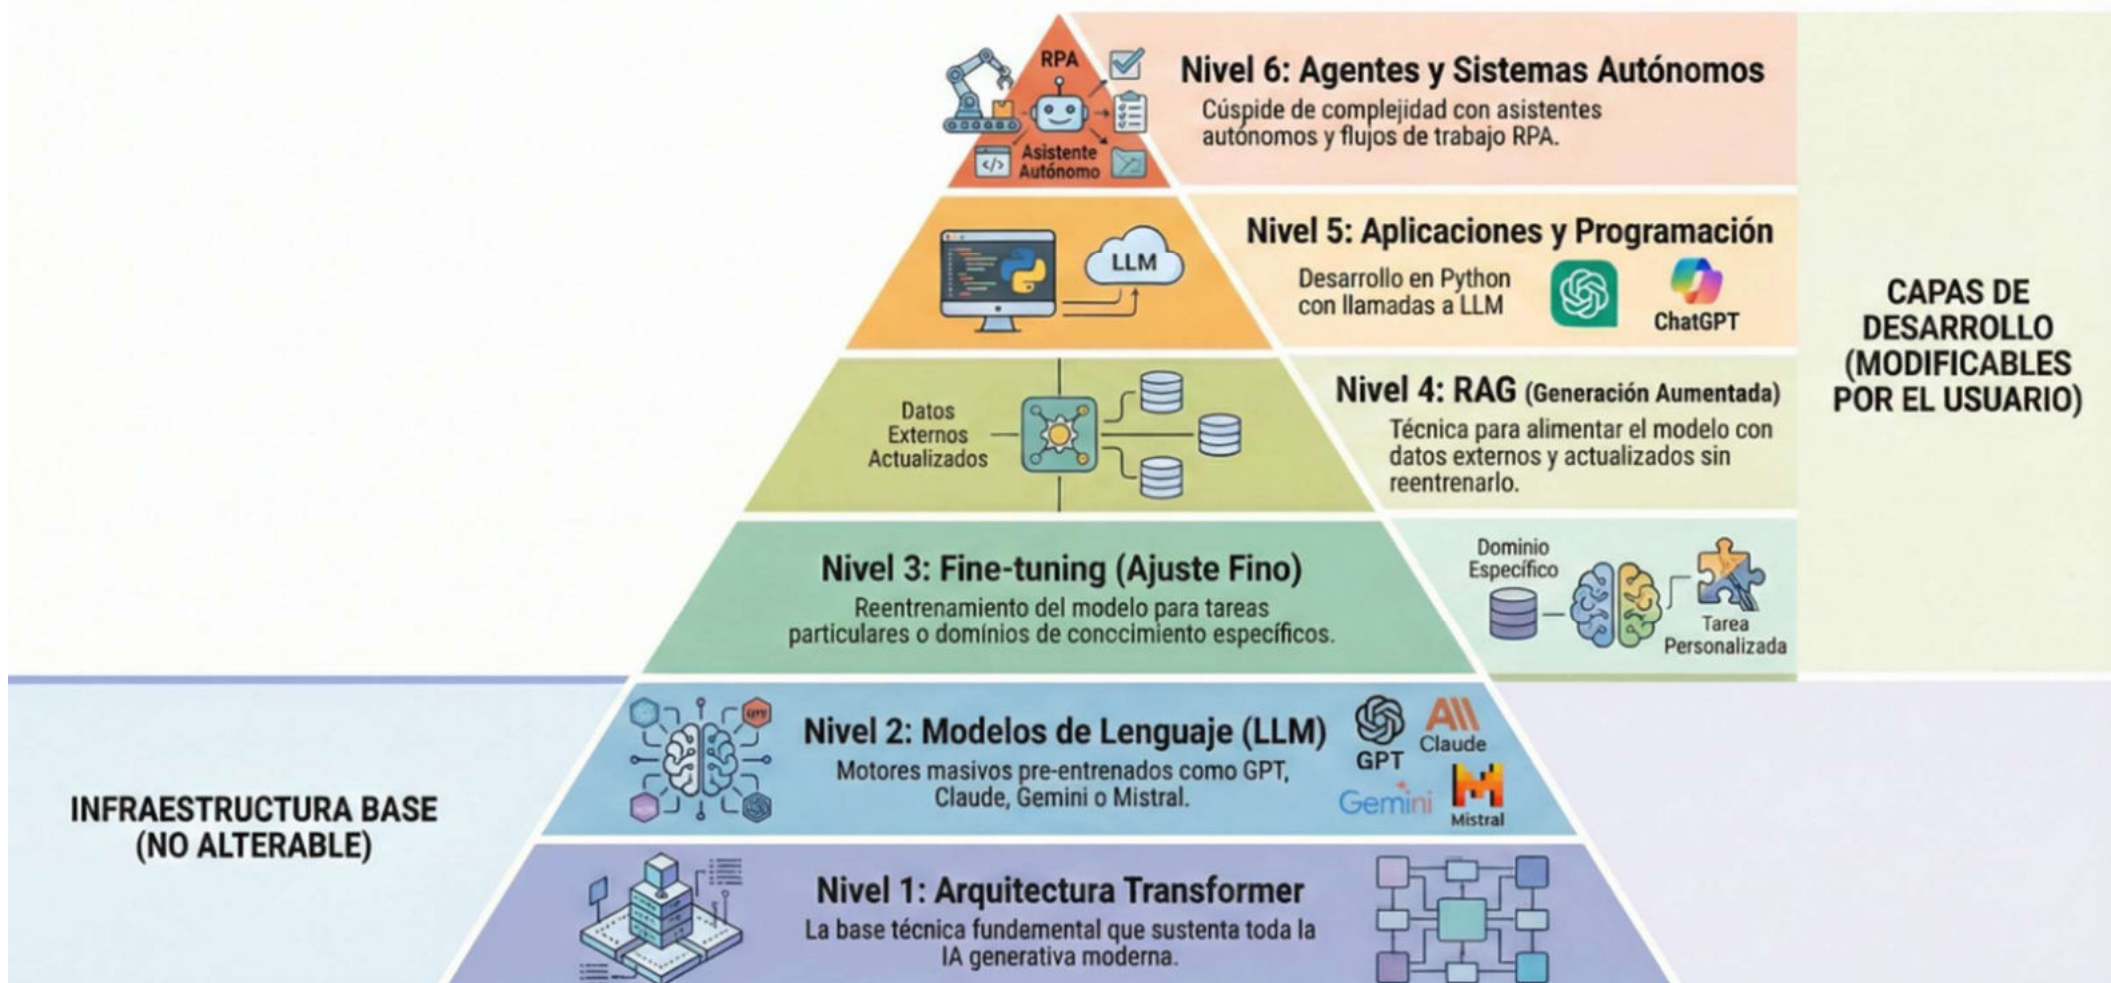 RPA
Asistente
Autónomo
</>
Nivel 6: Agentes y Sistemas Autónomos
Cúspide de complejidad con asistentes
autónomos y flujos de trabajo RPA.
LLM
Nivel 5: Aplicaciones y Programación
Desarrollo en Python
con llamadas a LLM
ChatGPT
Datos
Externos
Actualizados
Nivel 4: RAG (Generación Aumentada)
Técnica para alimentar el modelo con
datos externos y actualizados sin
reentrenarlo.
CAPAS DE
DESARROLLO
(MODIFICABLES
POR EL USUARIO)
Nivel 3: Fine-tuning (Ajuste Fino)
Reentrenamiento del modelo para tareas
particulares o domínios de conccimiento específicos.
Dominio
Específico
Tarea
Personalizada
INFRAESTRUCTURA BASE
(NO ALTERABLE)
Nivel 2: Modelos de Lenguaje (LLM)
Motores masivos pre-entrenados como GPT,
Claude, Gemini o Mistral.
GPT
Claude
Gemini
Mistral
Nivel 1: Arquitectura Transformer
La base técnica fundamental que sustenta toda la
IA generativa moderna.